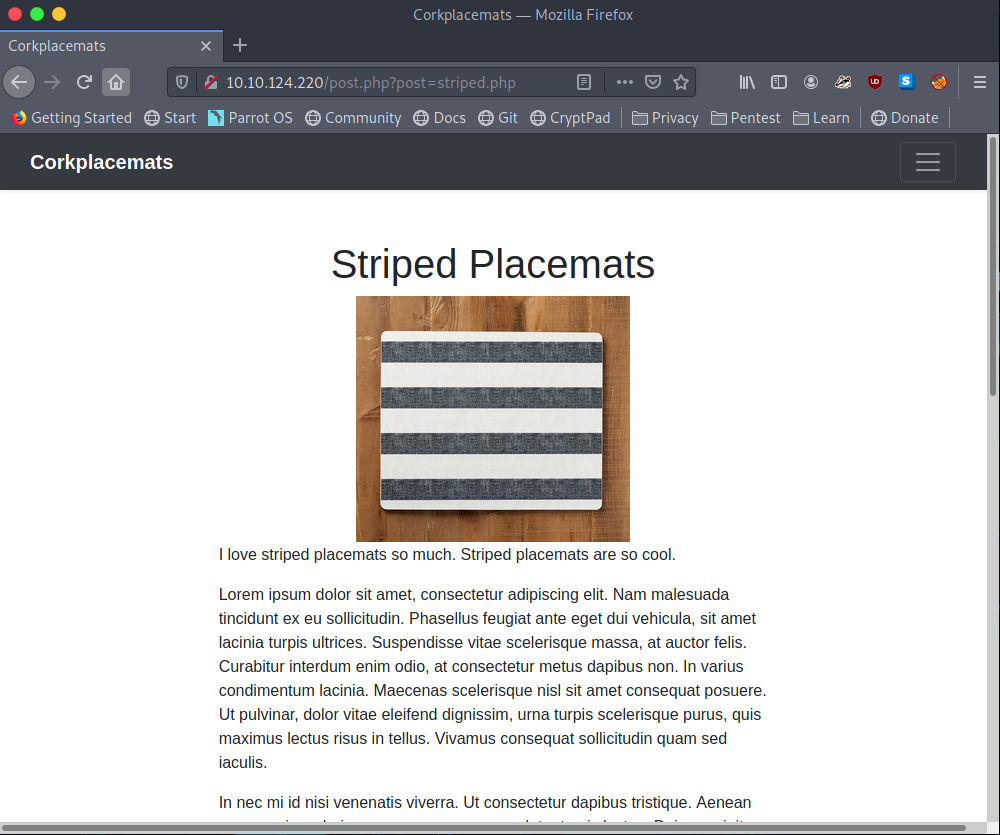 Corkplacemats — Mozilla Firefox
Corkplacemats
10.10.124.220/post.php?post=striped.php
Getting Started Start Parrot OS Community Docs Git CryptPad Privacy Pentest Learn Donate
Corkplacemats
Striped Placemats
I love striped placemats so much. Striped placemats are so cool.
Lorem ipsum dolor sit amet, consectetur adipiscing elit. Nam malesuada
tincidunt ex eu sollicitudin. Phasellus feugiat ante eget dui vehicula, sit amet
lacinia turpis ultrices. Suspendisse vitae scelerisque massa, at auctor felis.
Curabitur interdum enim odio, at consectetur metus dapibus non. In varius
condimentum lacinia. Maecenas scelerisque nisl sit amet consequat posuere.
Ut pulvinar, dolor vitae eleifend dignissim, urna turpis scelerisque purus, quis
maximus lectus risus in tellus. Vivamus consequat sollicitudin quam sed
iaculis.
In nec mi id nisi venenatis viverra. Ut consectetur dapibus tristique. Aenean